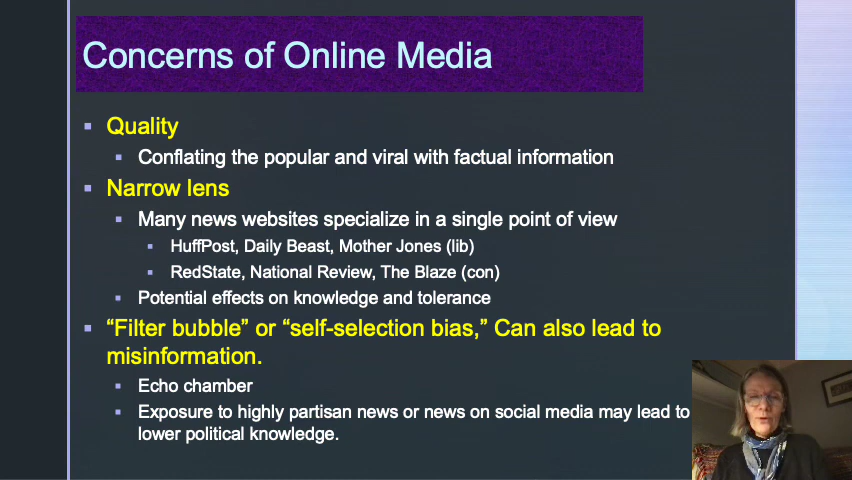 Concerns of Online Media
Quality
Conflating the popular and viral with factual information
Narrow lens
Many news websites specialize in a single point of view
HuffPost, Daily Beast, Mother Jones (lib)
RedState, National Review, The Blaze (con)
Potential effects on knowledge and tolerance
“Filter bubble” or “self-selection bias,” Can also lead to
misinformation.
Echo chamber
Exposure to highly partisan news or news on social media may lead to
lower political knowledge.